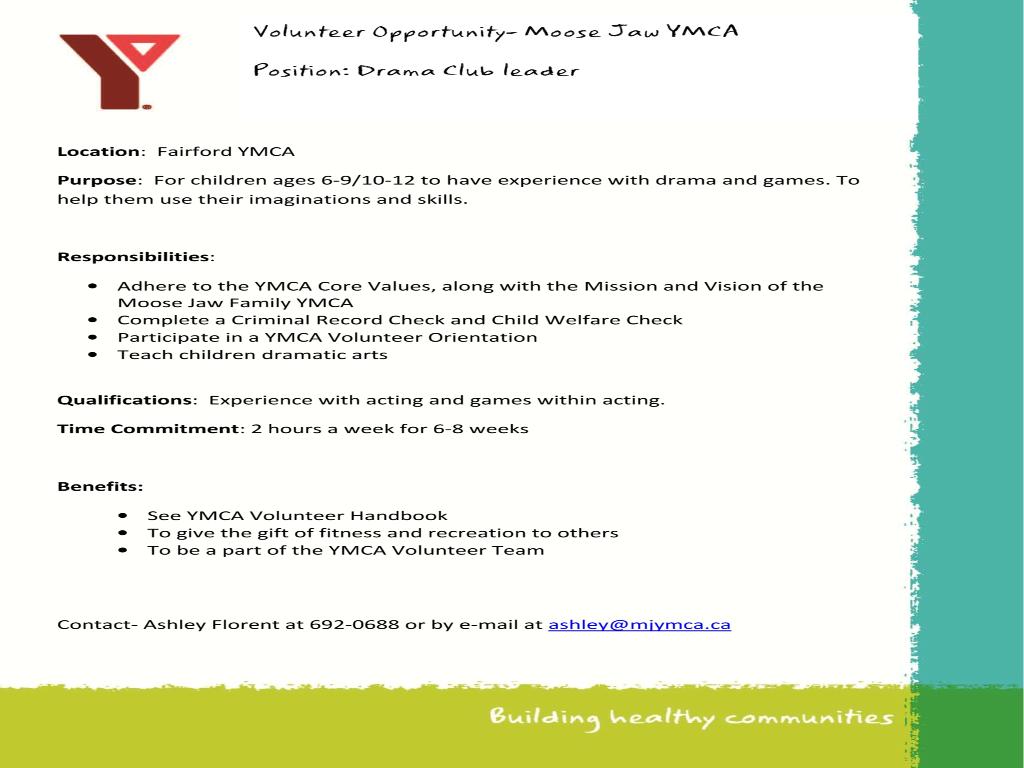 Volunteer Opportunity- Moose Jaw YMCA
Position: Drama Club leader
Location: Fairford YMCA
Purpose: For children ages 6-9/10-12 to have experience with drama and games. To
help them use their imaginations and skills.
Responsibilities:
• Adhere to the YMCA Core Values, along with the Mission and Vision of the
Moose Jaw Family YMCA
• Complete a Criminal Record Check and Child Welfare Check
• Participate in a YMCA Volunteer Orientation
• Teach children dramatic arts
Qualifications: Experience with acting and games within acting.
Time Commitment: 2 hours a week for 6-8 weeks
Benefits:
• See YMCA Volunteer Handbook
• To give the gift of fitness and recreation to others
• To be a part of the YMCA Volunteer Team
Contact- Ashley Florent at 692-0688 or by e-mail at ashley@mjymca.ca
Building healthy communities